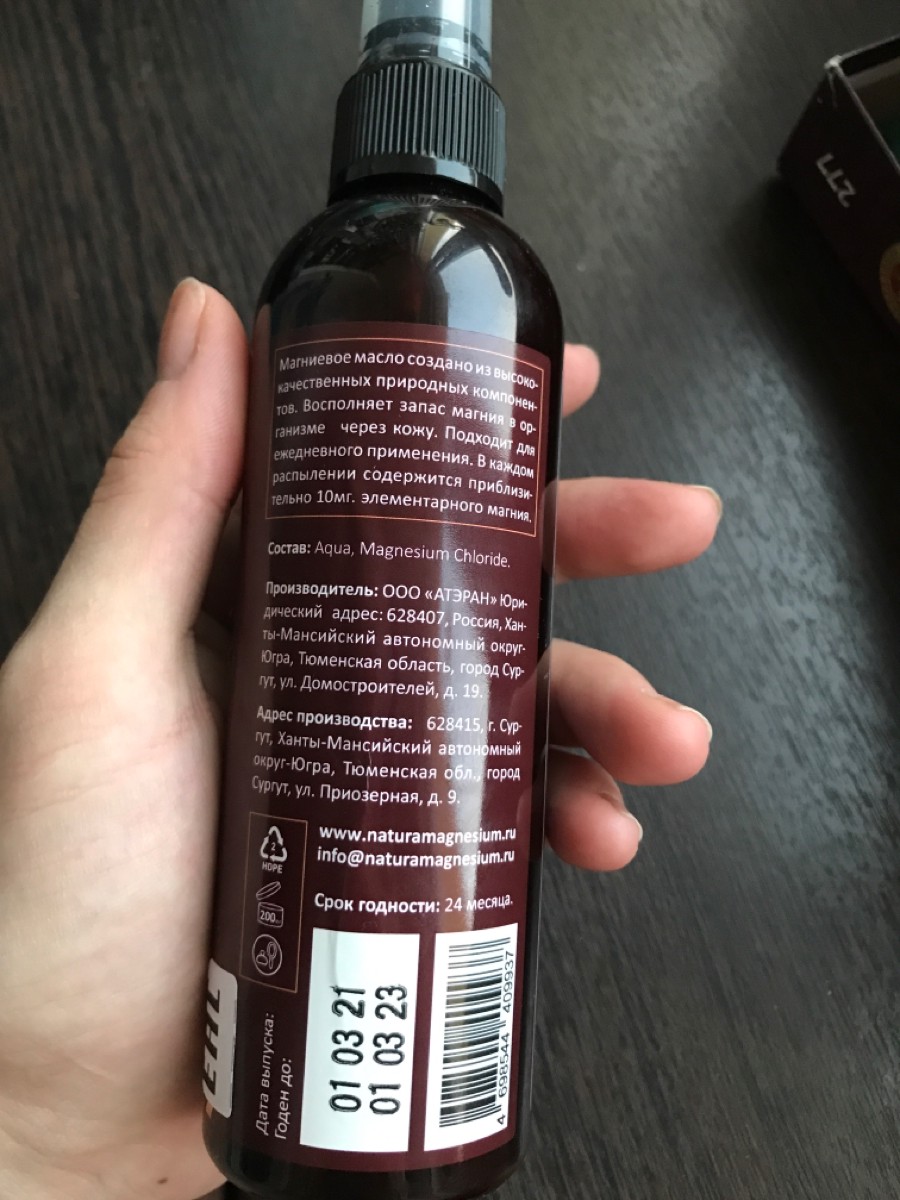 Магниевое масло создано из высоко-
качественных природных компонен-
тов. Восполняет запас магния в ор-
ганизме через кожу. Подходит для
ежедневного применения. В каждом
распылении содержится приблизи-
тельно 10мг. элементарного магния.
Состав: Aqua, Magnesium Chloride.
Производитель: ООО «АТЭРАН» Юри-
дический адрес: 628407, Россия, Хан-
ты-Мансийский автономный округ-
Югра, Тюменская область, город Сур-
гут, ул. Домостроителей, д. 19.
Адрес производства: 628415, г. Сур-
гут, Ханты-Мансийский автономный
округ-Югра, Тюменская обл., город
Сургут, ул. Приозерная, д. 9.
2
HDPE
200
www.naturamagnesium.ru
info@naturamagnesium.ru
Срок годности: 24 месяца.
Дата выпуска:
Годен до:
01 03 21
01 03 23
4 698544 409937
277